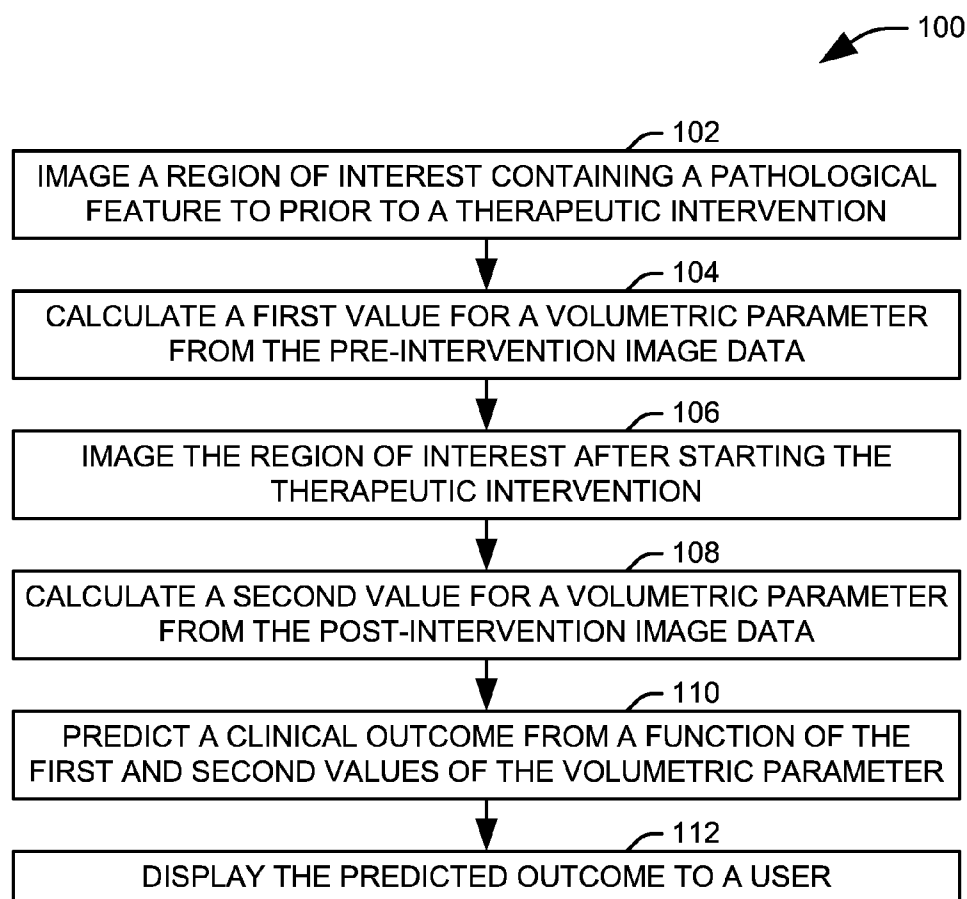 100
102
IMAGE A REGION OF INTEREST CONTAINING A PATHOLOGICAL
FEATURE TO PRIOR TO A THERAPEUTIC INTERVENTION
104
CALCULATE A FIRST VALUE FOR A VOLUMETRIC PARAMETER
FROM THE PRE-INTERVENTION IMAGE DATA
106
IMAGE THE REGION OF INTEREST AFTER STARTING THE
THERAPEUTIC INTERVENTION
108
CALCULATE A SECOND VALUE FOR A VOLUMETRIC PARAMETER
FROM THE POST-INTERVENTION IMAGE DATA
110
PREDICT A CLINICAL OUTCOME FROM A FUNCTION OF THE
FIRST AND SECOND VALUES OF THE VOLUMETRIC PARAMETER
112
DISPLAY THE PREDICTED OUTCOME TO A USER